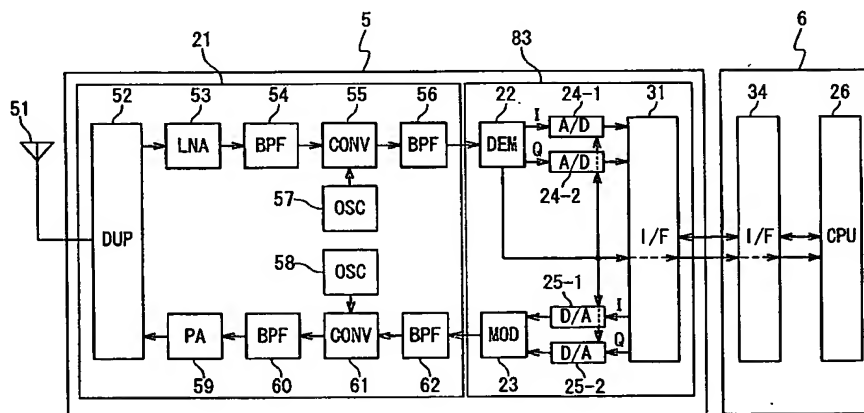 5
6
21
83
51
52
53
54
55
56
22
24-1
31
34
26
LNA
BPF
CONV
BPF
DEM
I
A/D
Q
A/D
24-2
57
OSC
DUP
I/F
I/F
CPU
58
OSC
25-1
D/A
I
PA
BPF
CONV
BPF
MOD
D/A
Q
59
60
61
62
23
25-2